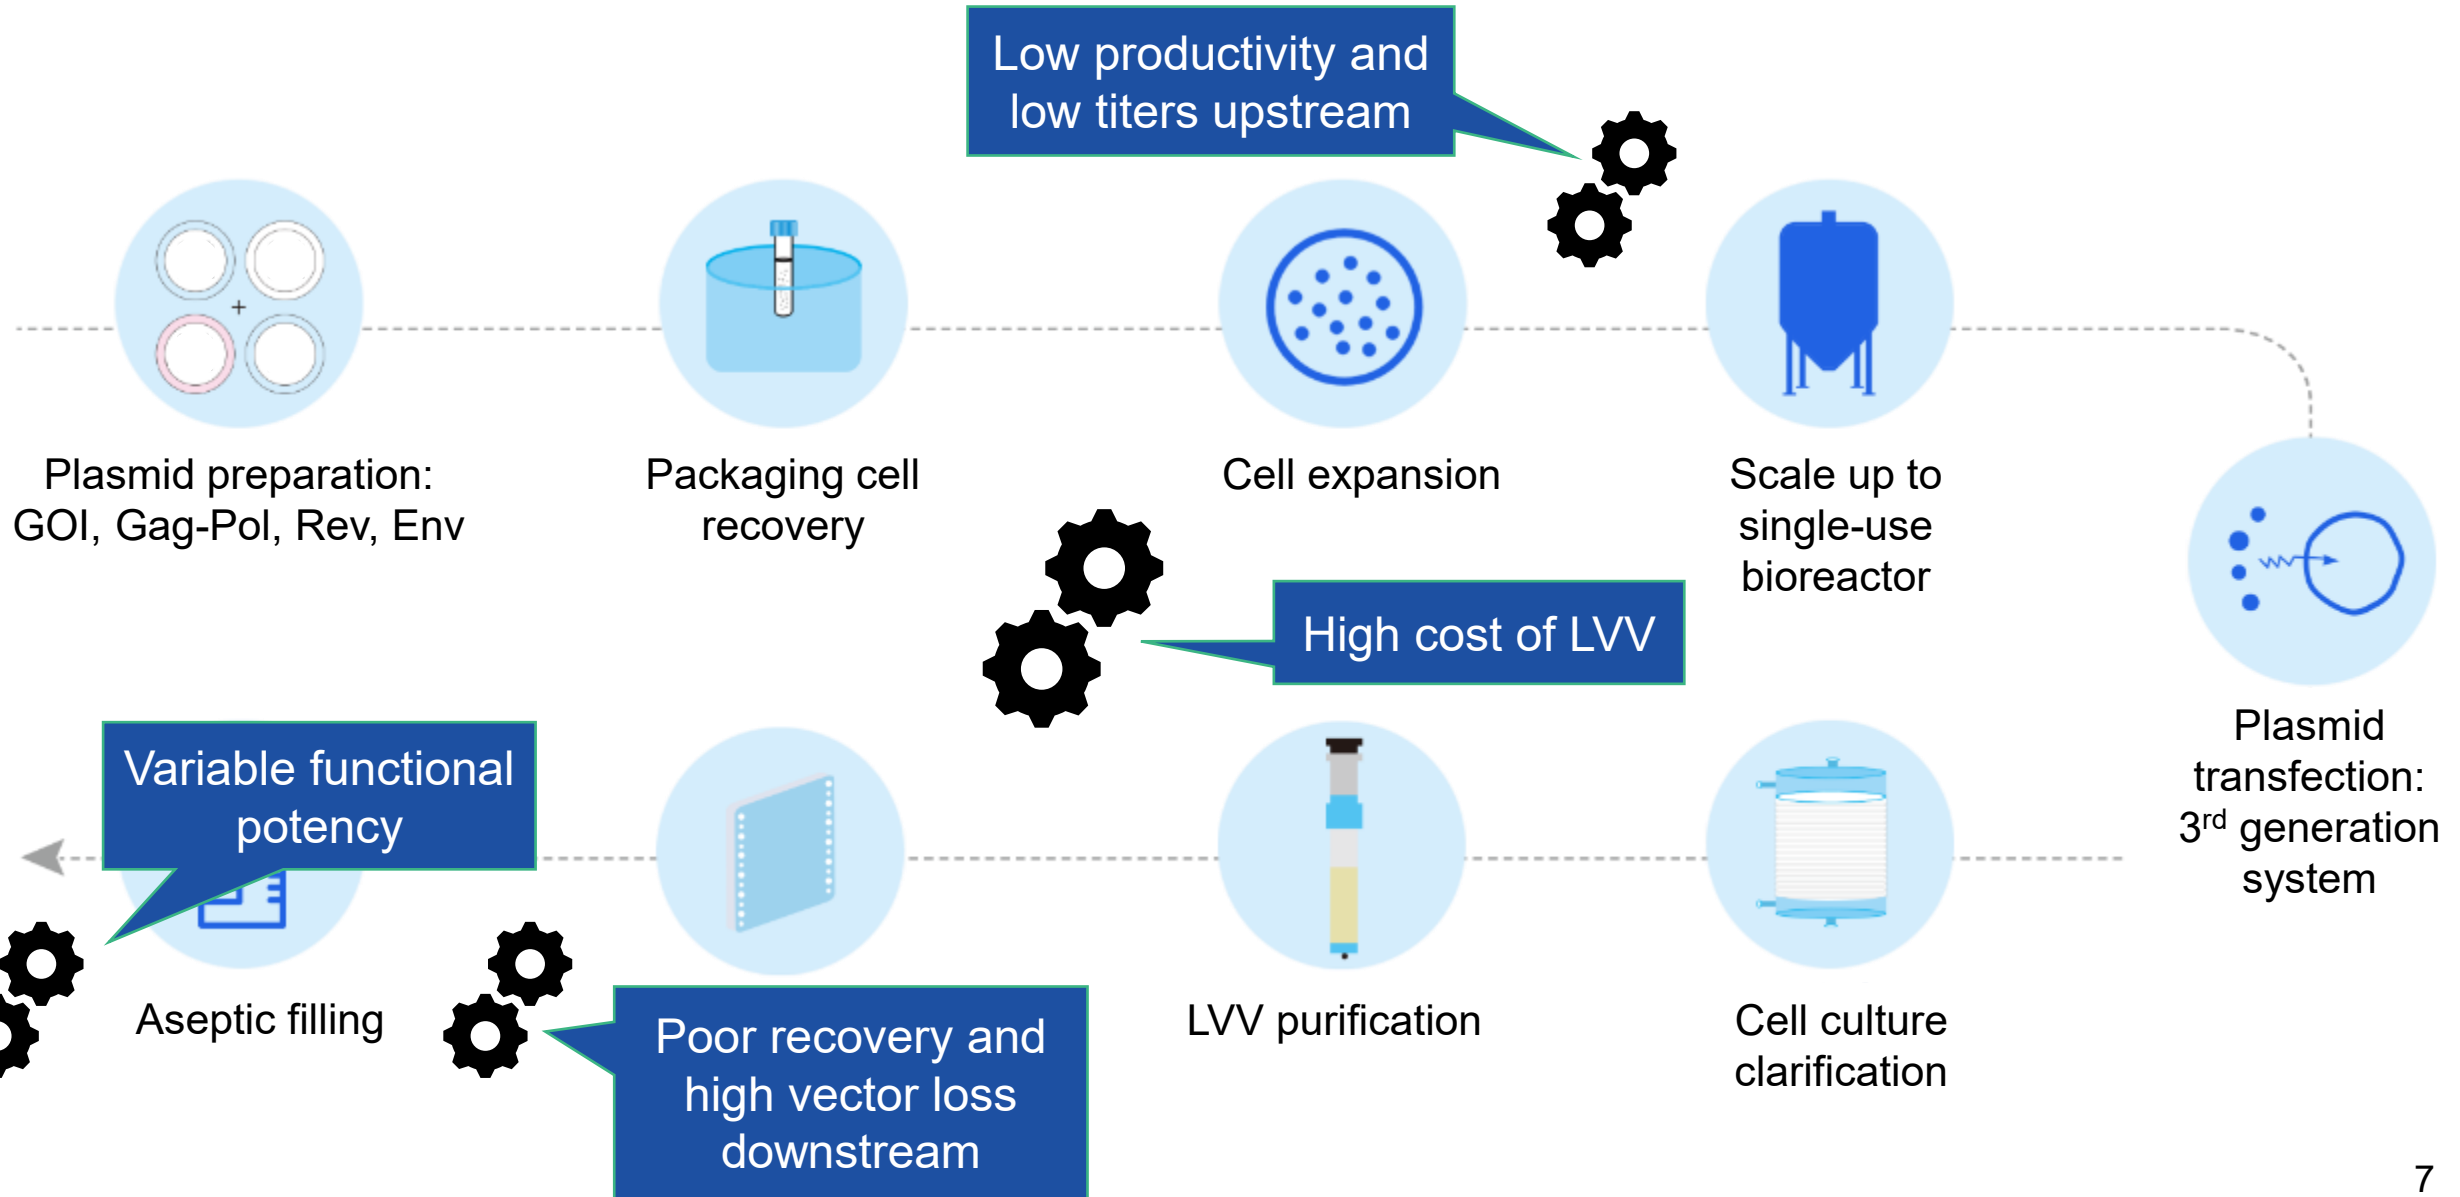 Low productivity and
low titers upstream
+
Plasmid preparation:
GOI, Gag-Pol, Rev, Env
Packaging cell
recovery
Cell expansion
Scale up to
single-use
bioreactor
High cost of LVV
Plasmid
transfection:
3rd generation
system
Variable functional
potency
Aseptic filling
Poor recovery and
high vector loss
downstream
LVV purification
Cell culture
clarification
7